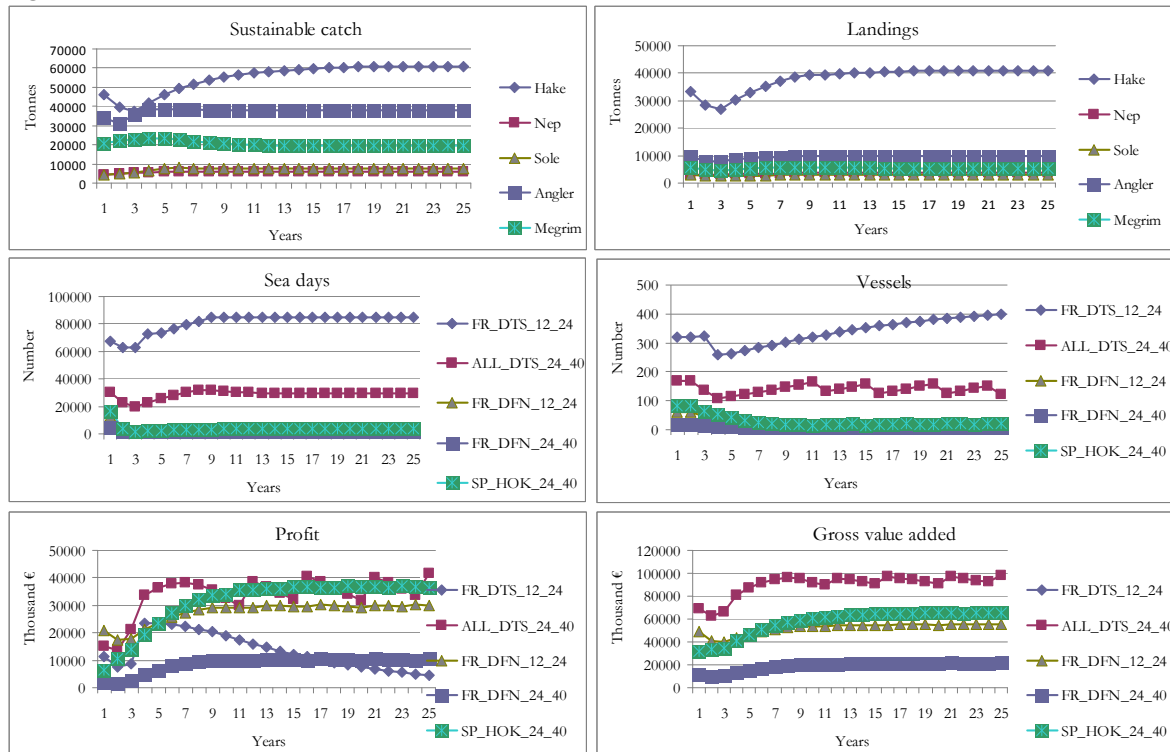 Sustainable catch
70000
60000
50000
40000
30000
20000
10000
0
Tonnes
1 3 5 7 9 11 13 15 17 19 21 23 25
Years
Hake
Nep
Sole
Angler
Megrim
Landings
50000
40000
30000
20000
10000
0
Tonnes
1 3 5 7 9 11 13 15 17 19 21 23 25
Years
Hake
Nep
Sole
Angler
Megrim
Sea days
100000
80000
60000
40000
20000
0
Number
1 3 5 7 9 11 13 15 17 19 21 23 25
Years
FR_DTS_12_24
ALL_DTS_24_40
FR_DFN_12_24
FR_DFN_24_40
SP_HOK_24_40
Vessels
500
400
300
200
100
0
Number
1 3 5 7 9 11 13 15 17 19 21 23 25
Years
FR_DTS_12_24
ALL_DTS_24_40
FR_DFN_12_24
FR_DFN_24_40
SP_HOK_24_40
Profit
50000
40000
30000
20000
10000
0
Thousand €
1 3 5 7 9 11 13 15 17 19 21 23 25
Years
FR_DTS_12_24
ALL_DTS_24_40
FR_DFN_12_24
FR_DFN_24_40
SP_HOK_24_40
Gross value added
120000
100000
80000
60000
40000
20000
0
Thousand €
1 3 5 7 9 11 13 15 17 19 21 23 25
Years
FR_DTS_12_24
ALL_DTS_24_40
FR_DFN_12_24
FR_DFN_24_40
SP_HOK_24_40